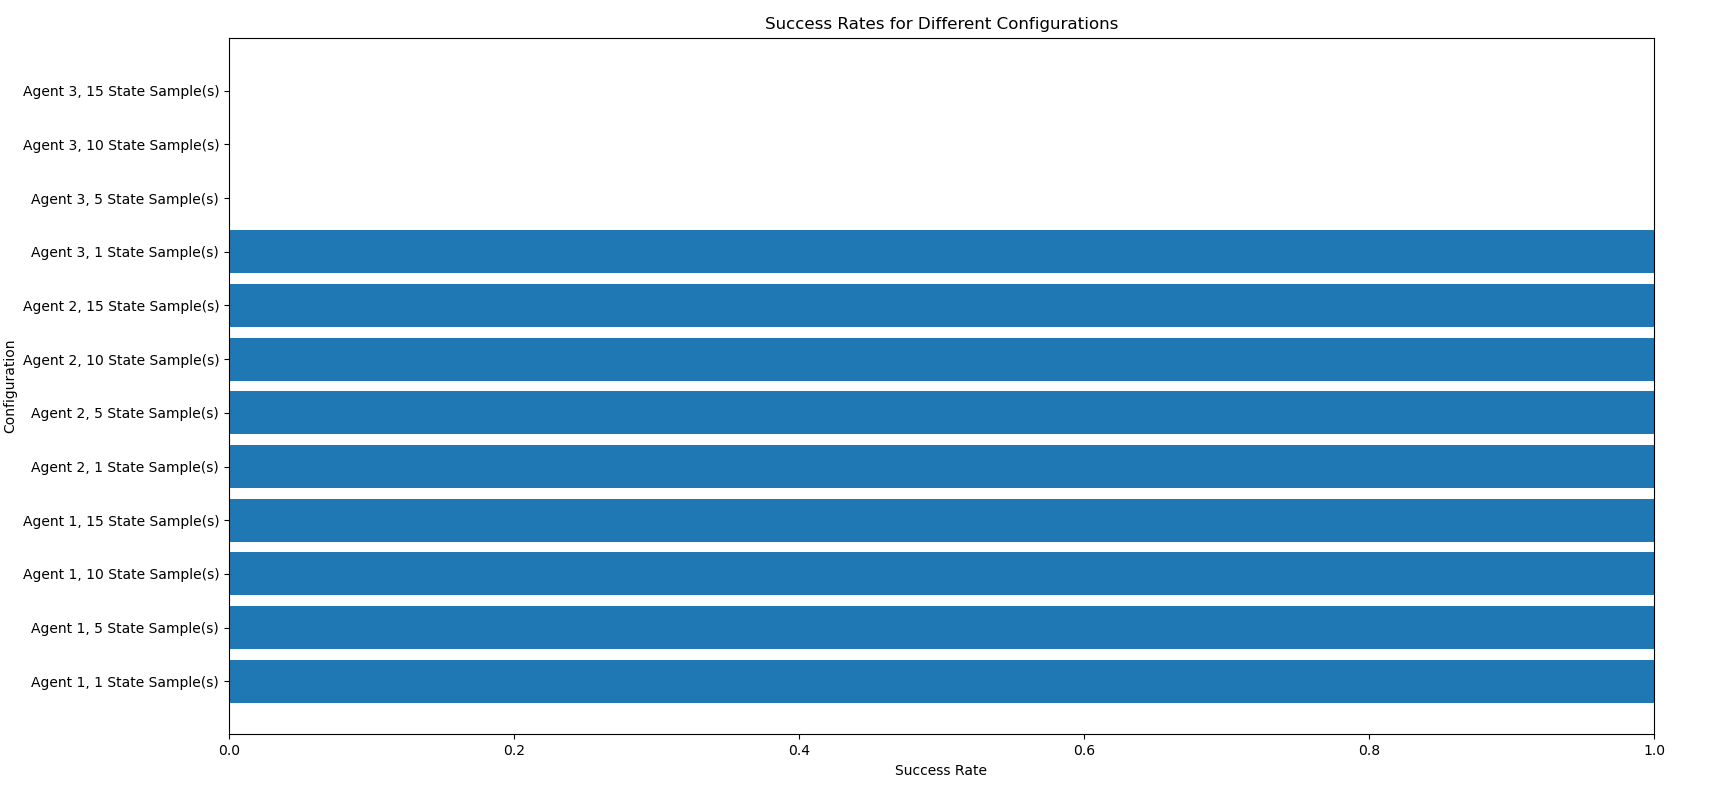 Success Rates for Different Configurations
Configuration
Agent 3, 15 State Sample(s)
Agent 3, 10 State Sample(s)
Agent 3, 5 State Sample(s)
Agent 3, 1 State Sample(s)
Agent 2, 15 State Sample(s)
Agent 2, 10 State Sample(s)
Agent 2, 5 State Sample(s)
Agent 2, 1 State Sample(s)
Agent 1, 15 State Sample(s)
Agent 1, 10 State Sample(s)
Agent 1, 5 State Sample(s)
Agent 1, 1 State Sample(s)
0.0 0.2 0.4 0.6 0.8 1.0
Success Rate